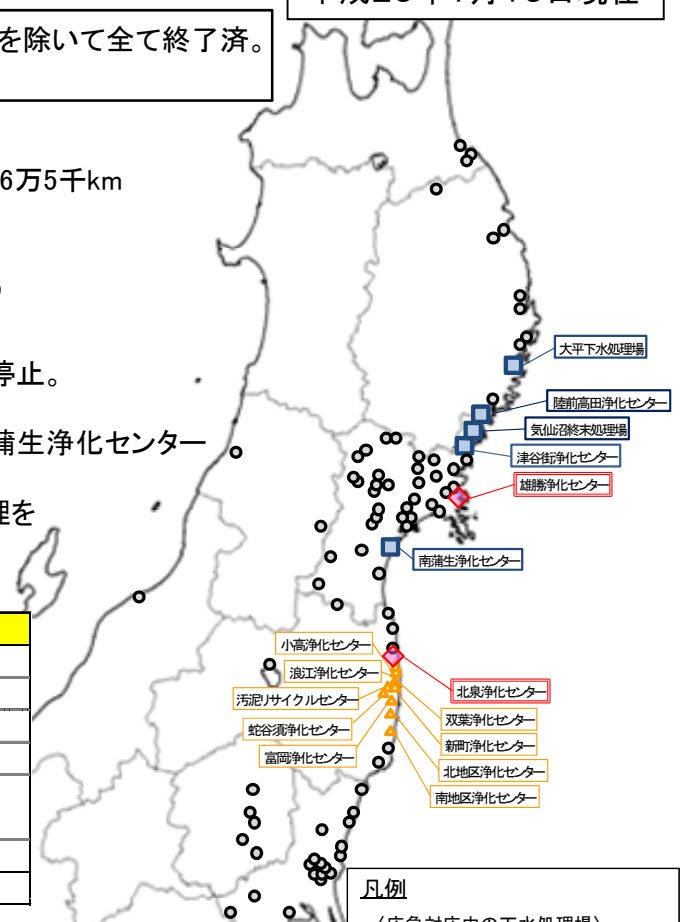 を除いて全て終了済。
6万5千km
停止。
蒲生浄化センター
理を
大平下水処理場
陸前高田浄化センター
気仙沼終末処理場
津谷街浄化センター
雄勝浄化センター
南蒲生浄化センター
小高浄化センター
浪江浄化センター
汚泥リサイクルセンター
蛇谷須浄化センター
富岡浄化センター
北泉浄化センター
双葉浄化センター
新町浄化センター
北地区浄化センター
南地区浄化センター
凡例